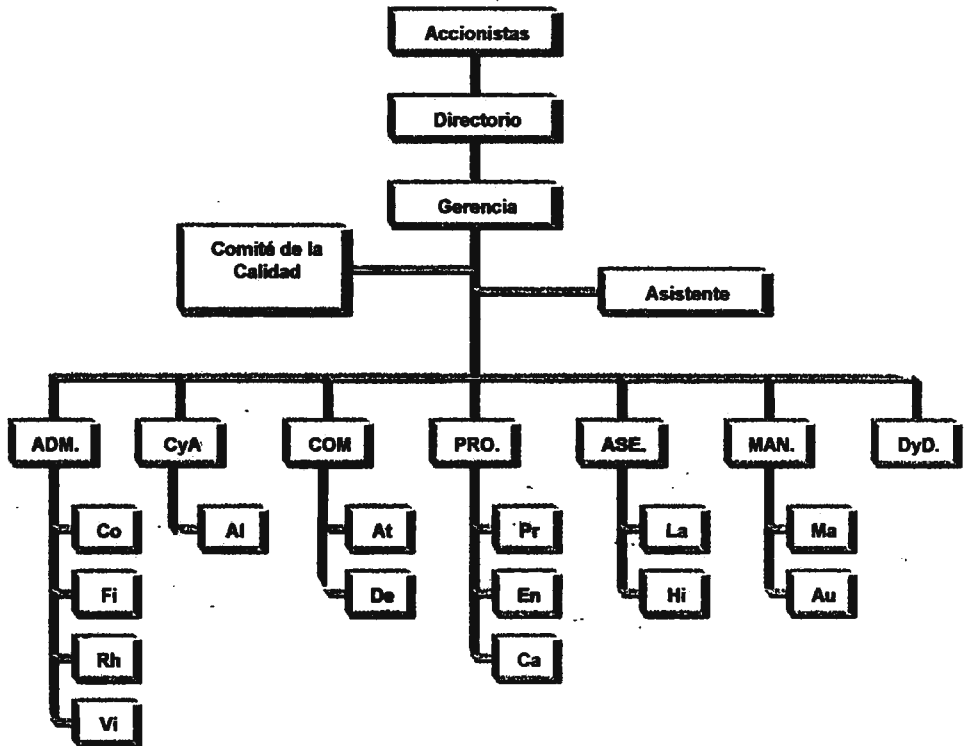 Accionistas
Directorio
Gerencia
Comité de la
Calidad
Asistente
ADM.
CyA
COM
PRO.
ASE.
MAN.
DyD.
Co
Al
At
Pr
La
Ma
Fi
De
En
Hi
Au
Rh
Ca
Vi